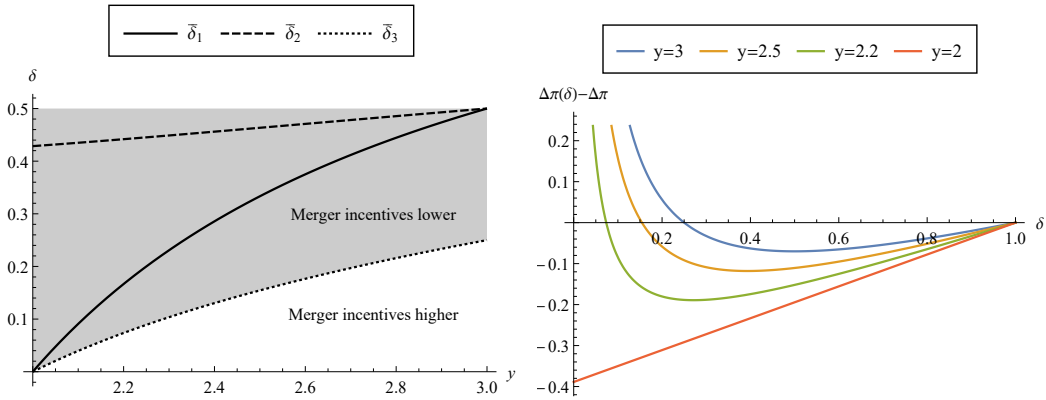 δ̅₁ δ̅₂ δ̅₃
δ
0.5
0.4
0.3
0.2
0.1
Merger incentives lower
Merger incentives higher
2.2 2.4 2.6 2.8 3.0 y
y=3 y=2.5 y=2.2 y=2
Δπ(δ)−Δπ
0.2
0.1
0.2 0.4 0.6 0.8 1.0 δ
−0.1
−0.2
−0.3
−0.4